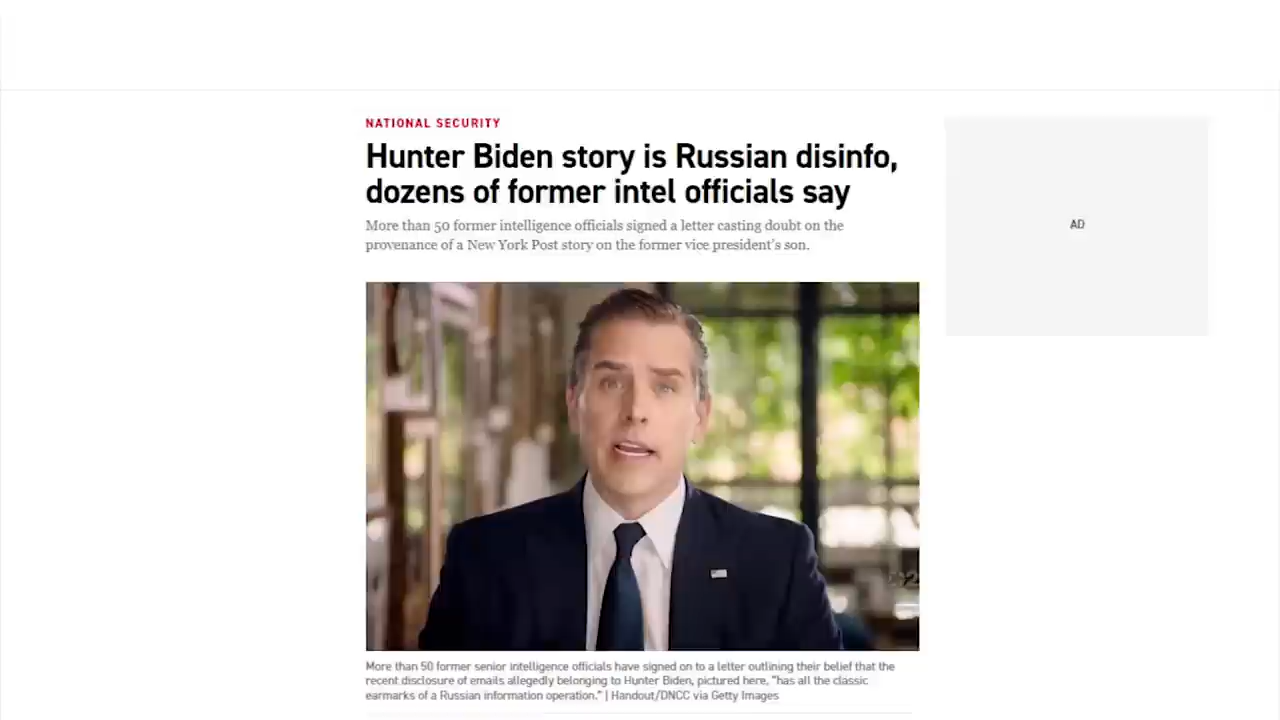 NATIONAL SECURITY
Hunter Biden story is Russian disinfo,
dozens of former intel officials say
More than 50 former intelligence officials signed a letter casting doubt on the
provenance of a New York Post story on the former vice president's son.
AD
More than 50 former senior intelligence officials have signed on to a letter outlining their belief that the
recent disclosure of emails allegedly belonging to Hunter Biden, pictured here, "has all the classic
earmarks of a Russian information operation." | Handout/DNCC via Getty Images